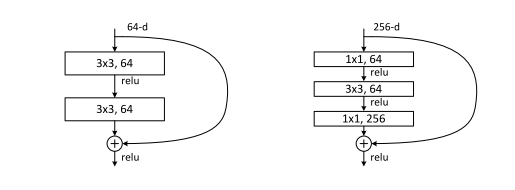 64-d
3x3, 64
relu
3x3, 64
+
relu
256-d
1x1, 64
relu
3x3, 64
relu
1x1, 256
+
relu